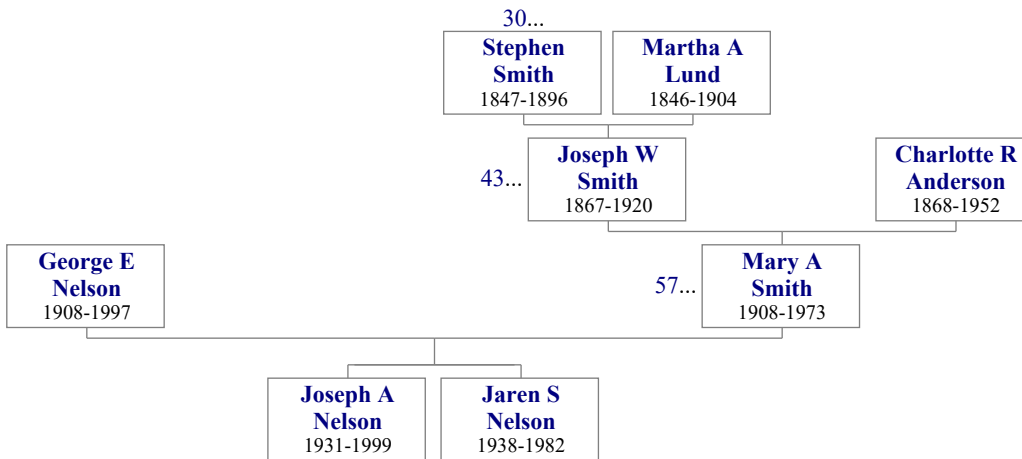 30...
Stephen
Smith
1847-1896
Martha A
Lund
1846-1904
43...
Joseph W
Smith
1867-1920
Charlotte R
Anderson
1868-1952
George E
Nelson
1908-1997
57...
Mary A
Smith
1908-1973
Joseph A
Nelson
1931-1999
Jaren S
Nelson
1938-1982